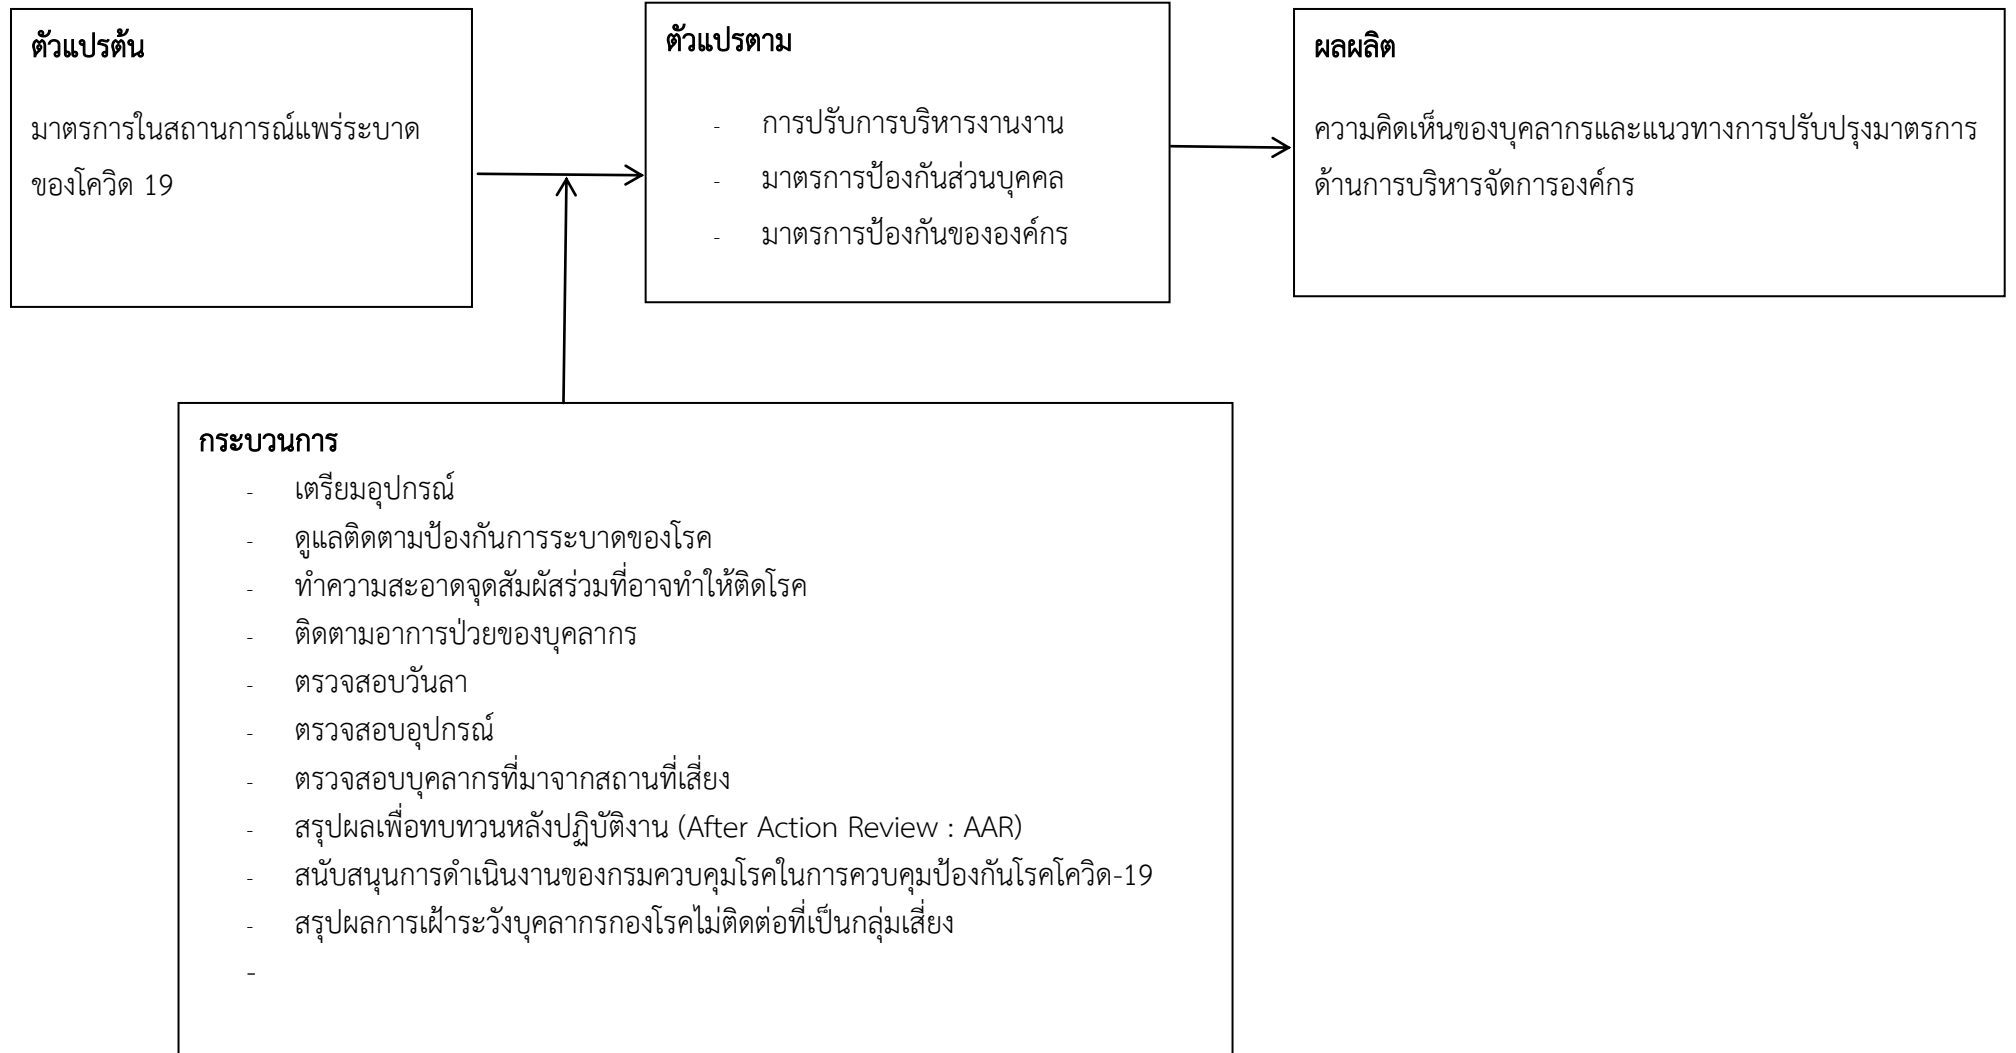 ตัวแปรต้น
มาตรการในสถานการณ์แพร่ระบาด
ของโควิด 19
ตัวแปรตาม
- การปรับการบริหารงานงาน
- มาตรการป้องกันส่วนบุคคล
- มาตรการป้องกันขององค์กร
ผลผลิต
ความคิดเห็นของบุคลากรและแนวทางการปรับปรุงมาตรการ
ด้านการบริหารจัดการองค์กร
กระบวนการ
- เตรียมอุปกรณ์
- ดูแลติดตามป้องกันการระบาดของโรค
- ทำความสะอาดจุดสัมผัสร่วมที่อาจทำให้ติดโรค
- ติดตามอาการป่วยของบุคลากร
- ตรวจสอบวันลา
- ตรวจสอบอุปกรณ์
- ตรวจสอบบุคลากรที่มาจากสถานที่เสี่ยง
- สรุปผลเพื่อทบทวนหลังปฏิบัติงาน (After Action Review : AAR)
- สนับสนุนการดำเนินงานของกรมควบคุมโรคในการควบคุมป้องกันโรคโควิด-19
- สรุปผลการเฝ้าระวังบุคลากรกองโรคไม่ติดต่อที่เป็นกลุ่มเสี่ยง
-